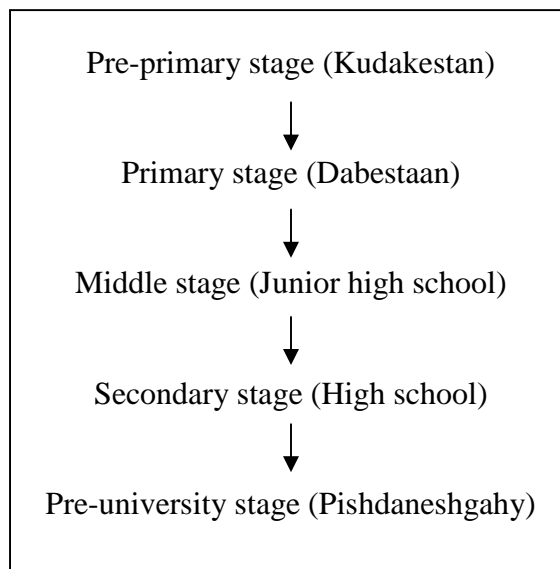 Pre-primary stage (Kudakestan)
Primary stage (Dabestaan)
Middle stage (Junior high school)
Secondary stage (High school)
Pre-university stage (Pishdaneshgahy)